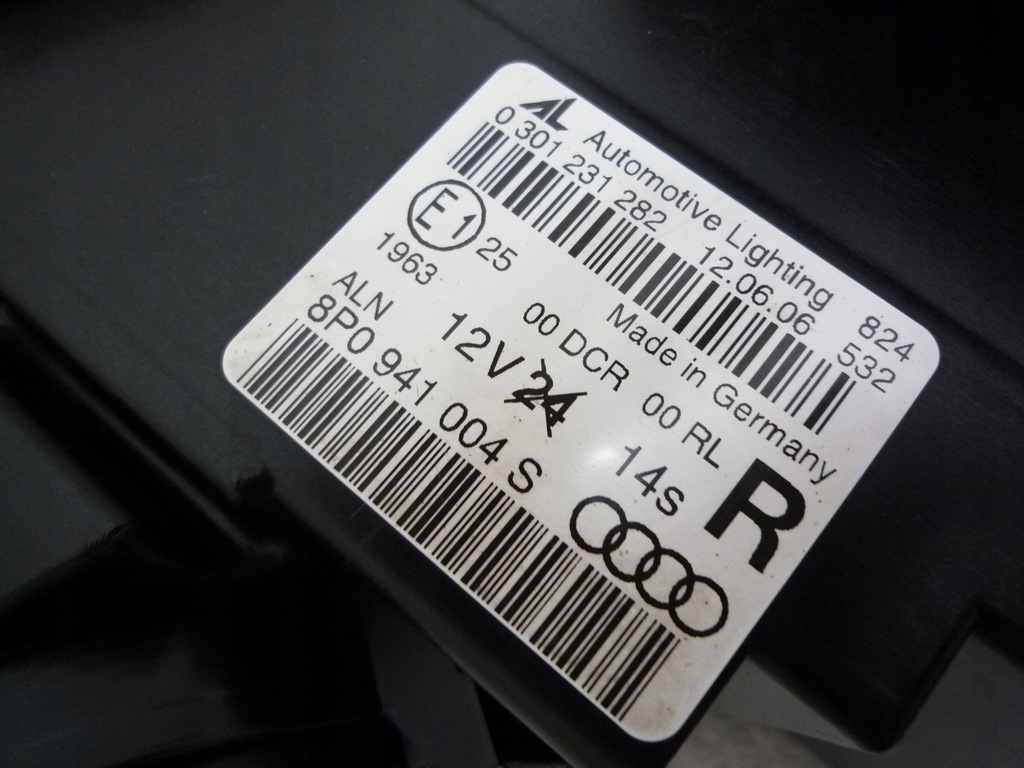 AL Automotive Lighting 824
0 301 231 282 12.06.06 532
Made in Germany
E1 25 00 DCR 00 RL
1963
ALN 12V 24 14s R
8P0 941 004 S